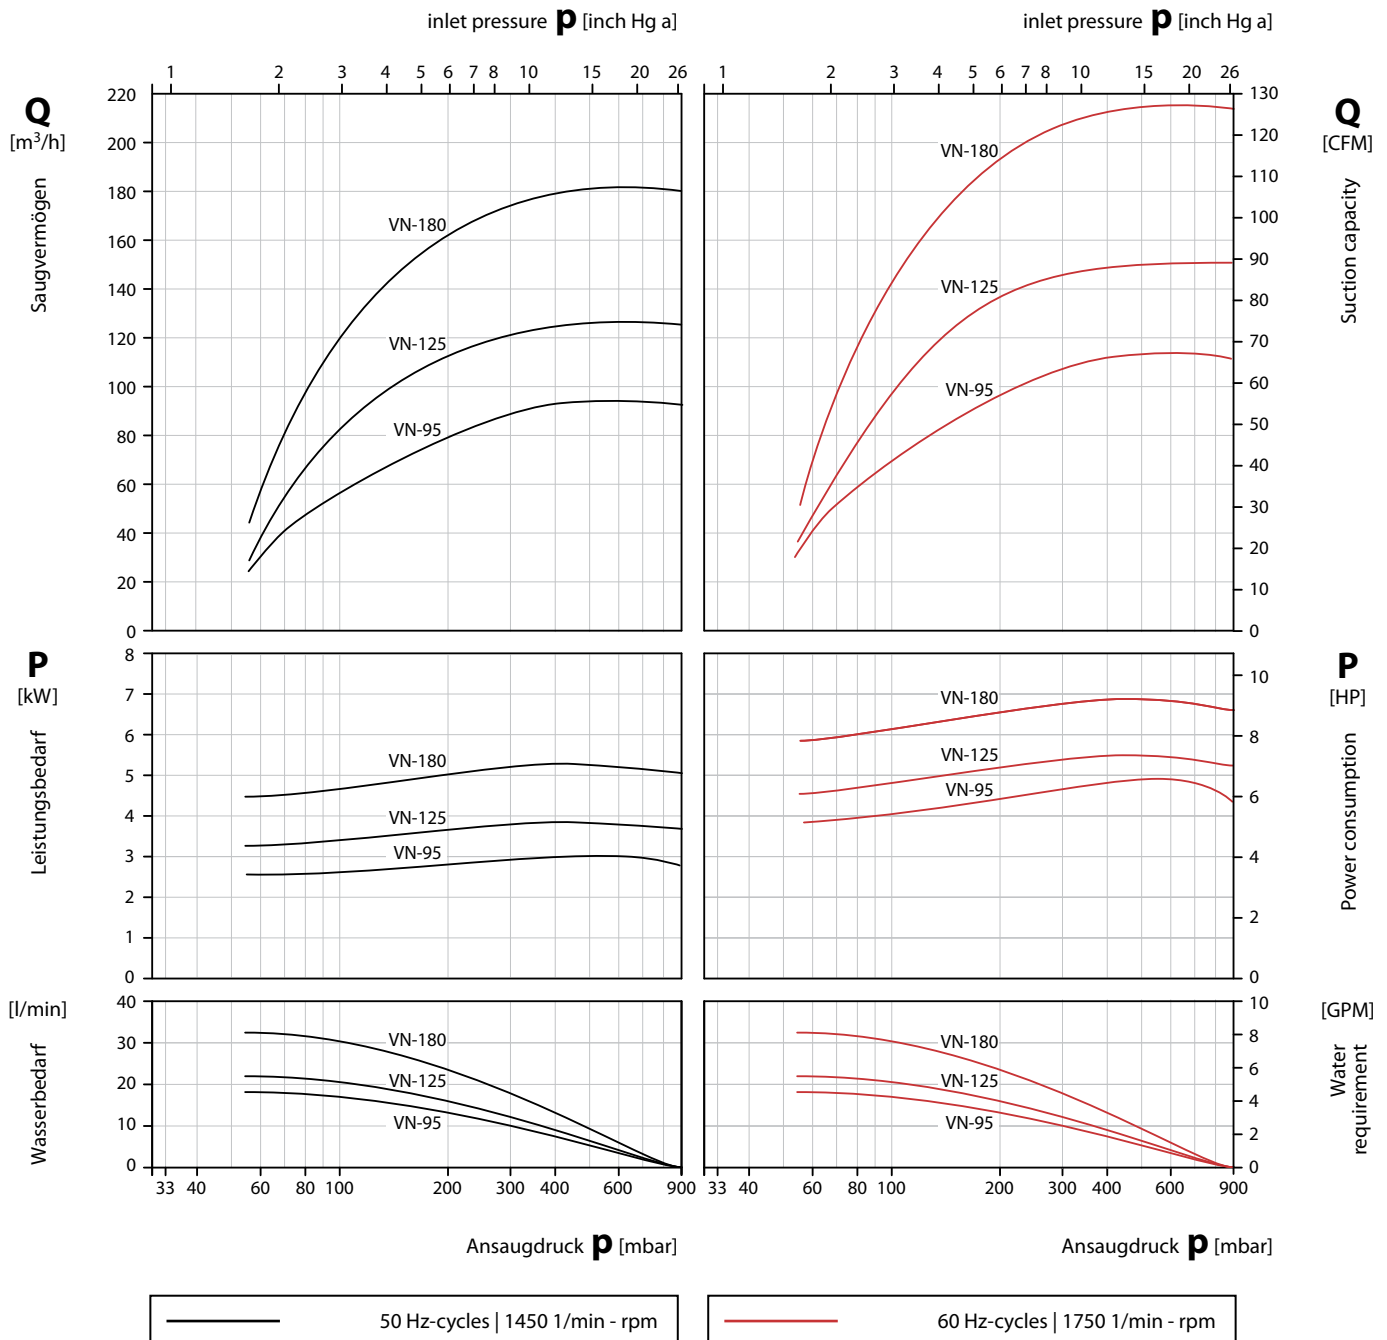 inlet pressure p [inch Hg a]
inlet pressure p [inch Hg a]
1 2 3 4 5 6 7 8 10 15 20 26
1 2 3 4 5 6 7 8 10 15 20 26
Q
[m³/h]
Saugvermögen
220
200
180
160
140
120
100
80
60
40
20
0
VN-180
VN-125
VN-95
VN-180
VN-125
VN-95
130
120
110
100
90
80
70
60
50
40
30
20
10
0
Q
[CFM]
Suction capacity
P
[kW]
Leistungsbedarf
8
7
6
5
4
3
2
1
0
VN-180
VN-125
VN-95
VN-180
VN-125
VN-95
10
8
6
4
2
0
P
[HP]
Power consumption
[l/min]
Wasserbedarf
40
30
20
10
0
VN-180
VN-125
VN-95
VN-180
VN-125
VN-95
10
8
6
4
2
0
[GPM]
Water
requirement
33 40 60 80 100 200 300 400 600 900
33 40 60 80 100 200 300 400 600 900
Ansaugdruck p [mbar]
Ansaugdruck p [mbar]
50 Hz-cycles | 1450 1/min - rpm
60 Hz-cycles | 1750 1/min - rpm